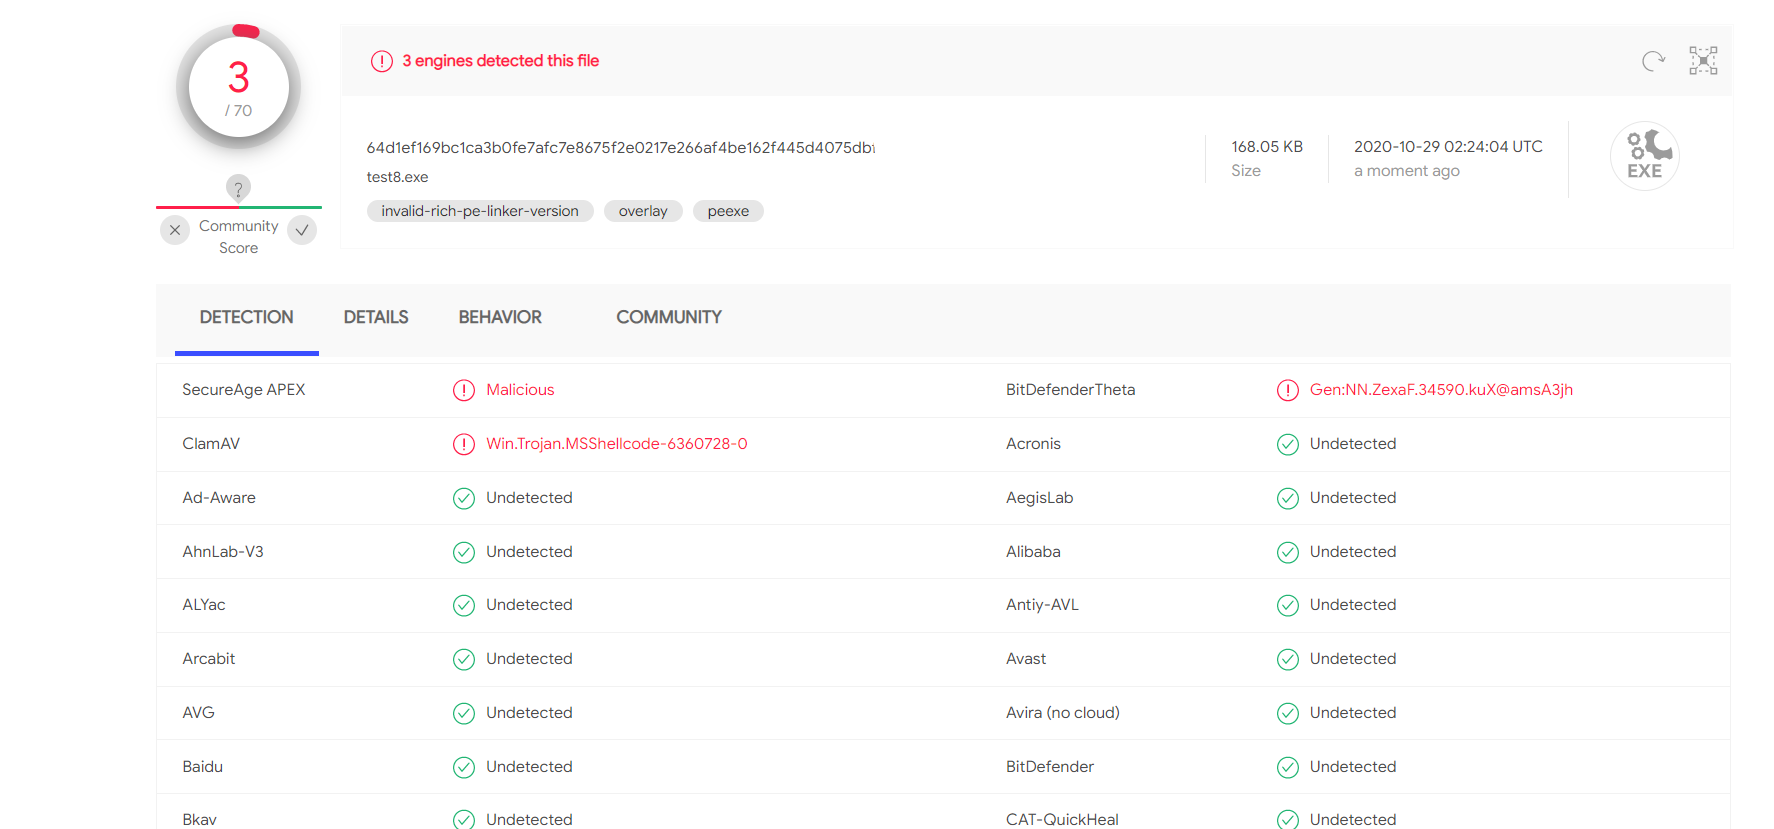 3
/ 70
?
Community
Score
3 engines detected this file
64d1ef169bc1ca3b0fe7afc7e8675f2e0217e266af4be162f445d4075db
test8.exe
invalid-rich-pe-linker-version overlay peexe
168.05 KB
Size
2020-10-29 02:24:04 UTC
a moment ago
EXE
DETECTION DETAILS BEHAVIOR COMMUNITY
SecureAge APEX Malicious BitDefenderTheta Gen:NN.ZexaF.34590.kuX@amsA3jh
ClamAV Win.Trojan.MSShellcode-6360728-0 Acronis Undetected
Ad-Aware Undetected AegisLab Undetected
AhnLab-V3 Undetected Alibaba Undetected
ALYac Undetected Antiy-AVL Undetected
Arcabit Undetected Avast Undetected
AVG Undetected Avira (no cloud) Undetected
Baidu Undetected BitDefender Undetected
Bkav Undetected CAT-QuickHeal Undetected